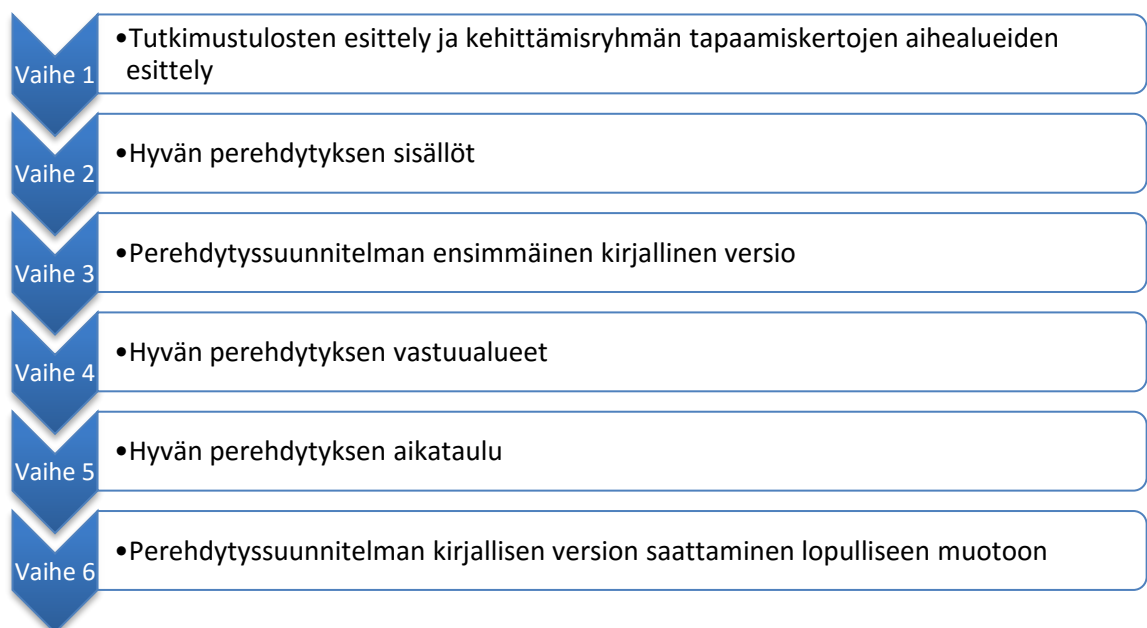 Vaihe 1
•Tutkimustulosten esittely ja kehittämisryhmän tapaamiskertojen aihealueiden
esittely
Vaihe 2
•Hyvän perehdytyksen sisällöt
Vaihe 3
•Perehdytyssuunnitelman ensimmäinen kirjallinen versio
Vaihe 4
•Hyvän perehdytyksen vastuualueet
Vaihe 5
•Hyvän perehdytyksen aikataulu
Vaihe 6
•Perehdytyssuunnitelman kirjallisen version saattaminen lopulliseen muotoon